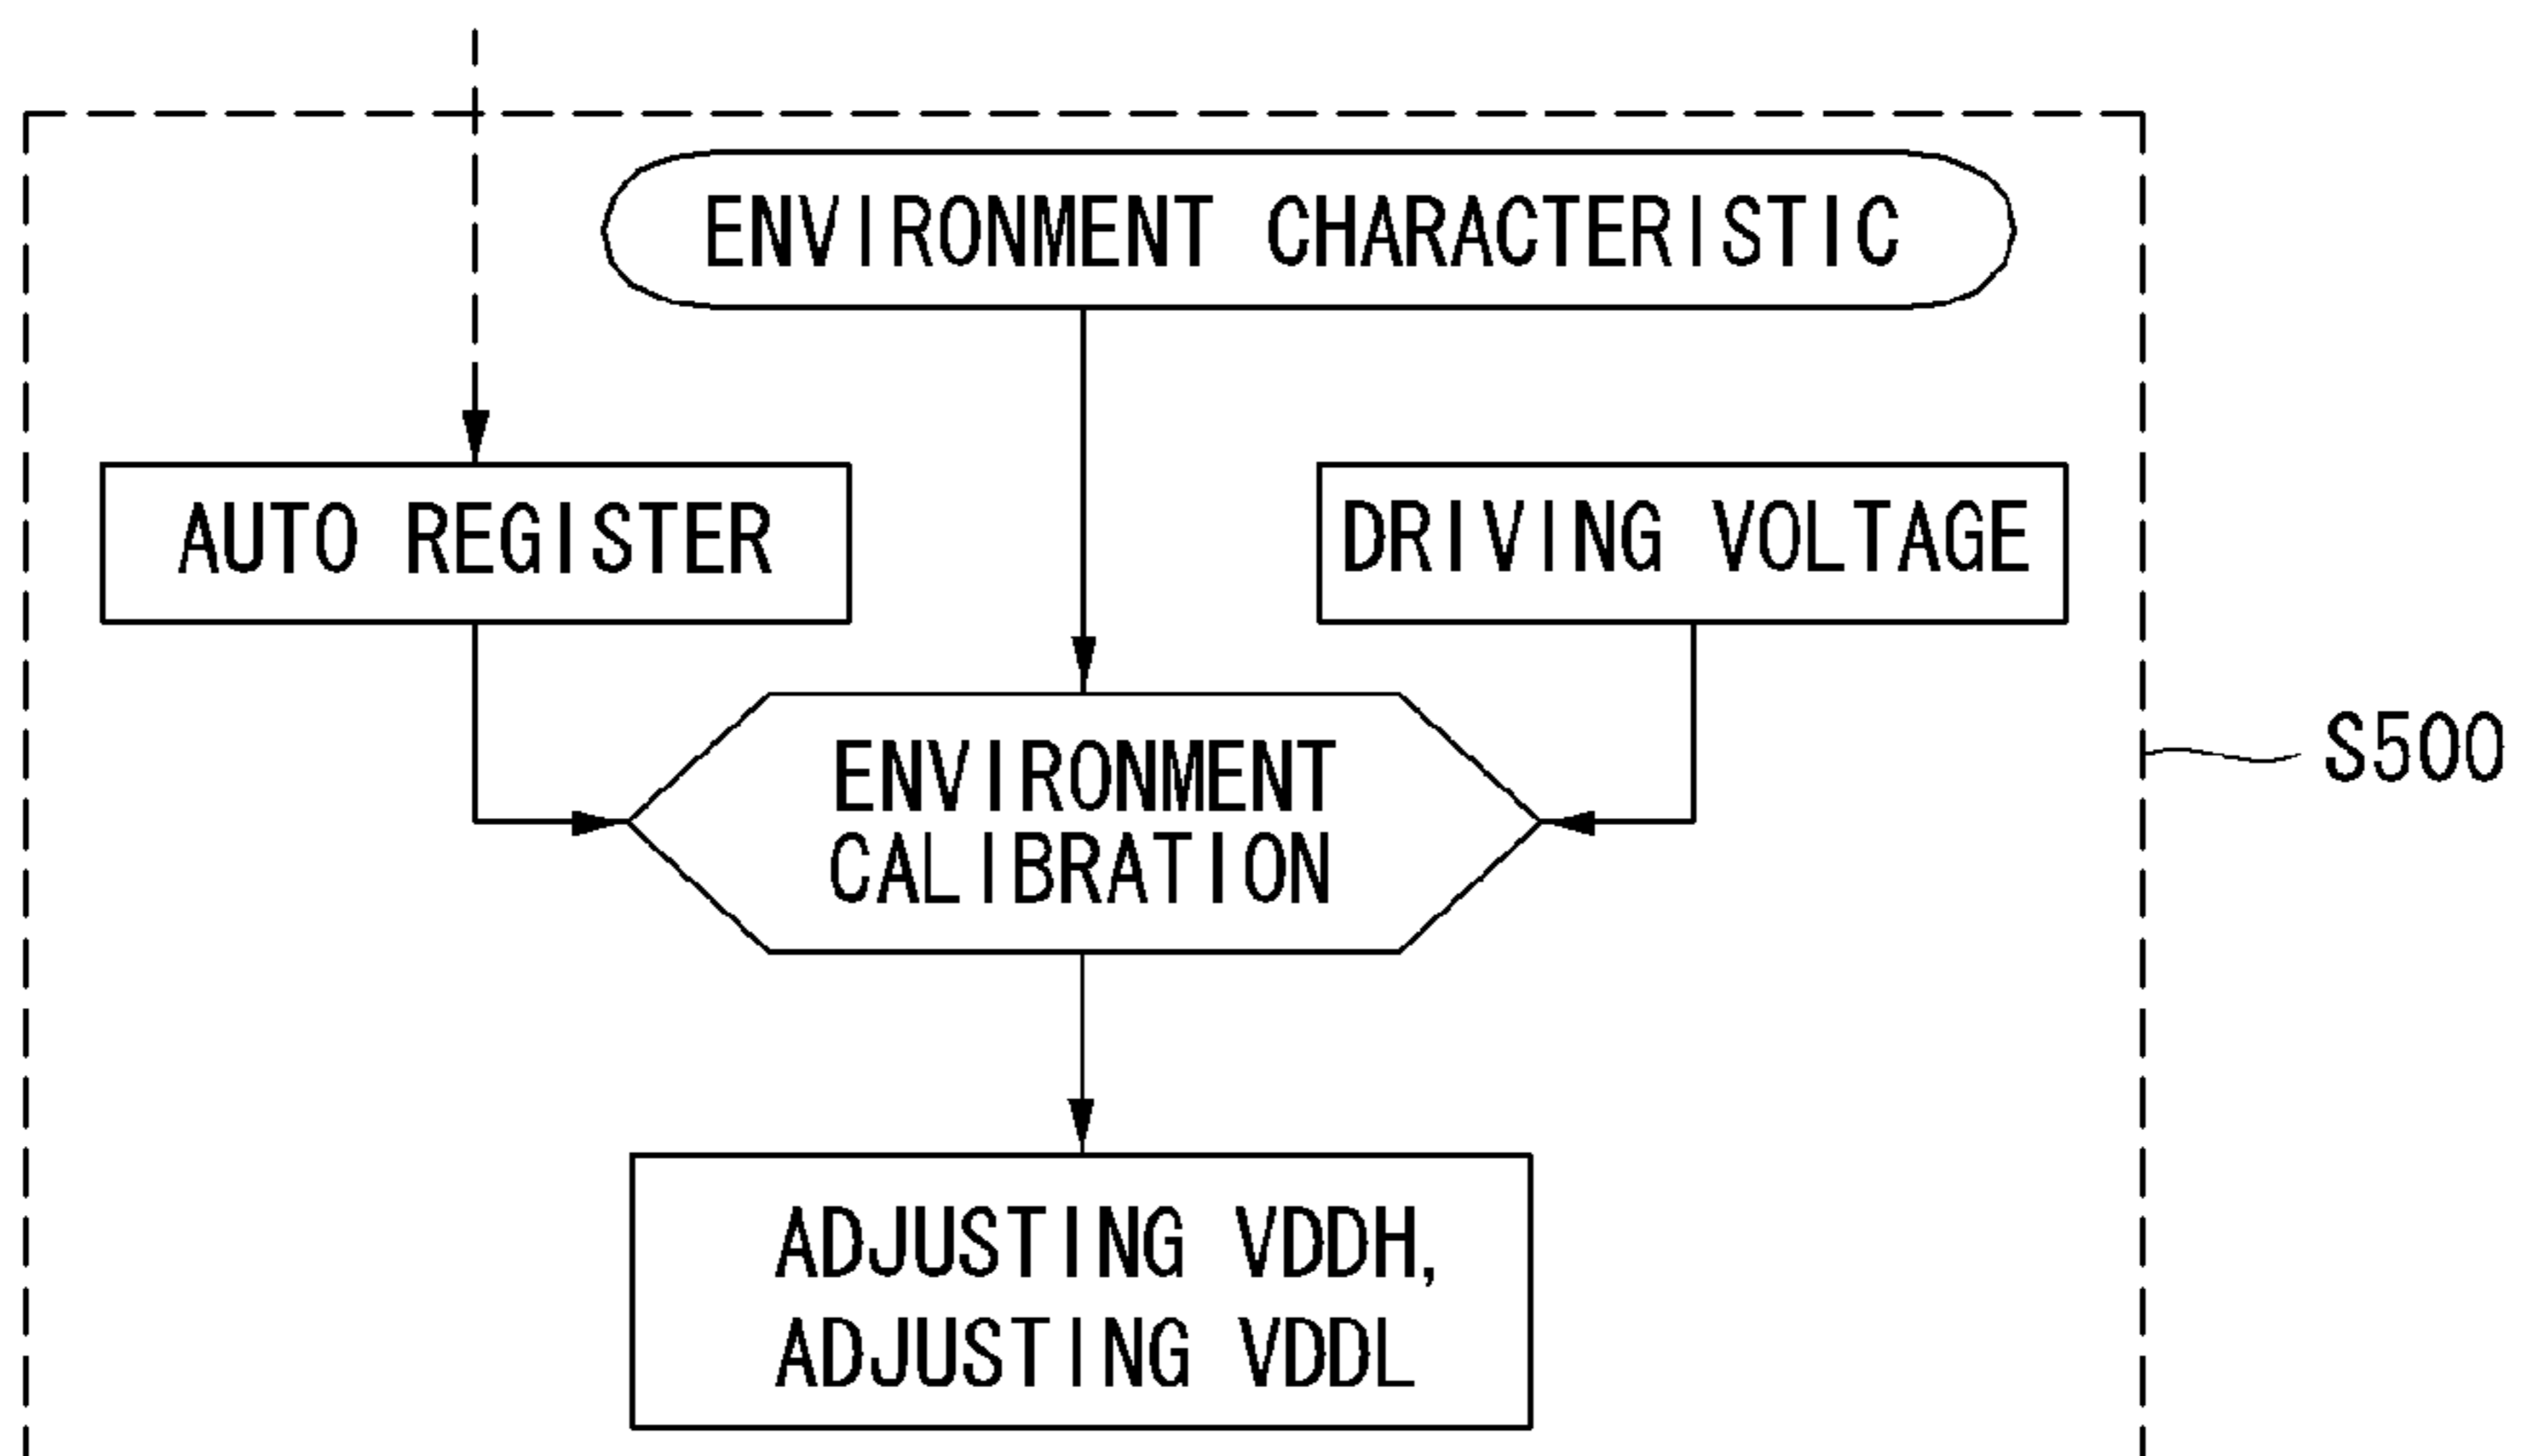 ENVIRONMENT CHARACTERISTIC
AUTO REGISTER
DRIVING VOLTAGE
ENVIRONMENT
CALIBRATION
S500
ADJUSTING VDDH,
ADJUSTING VDDL